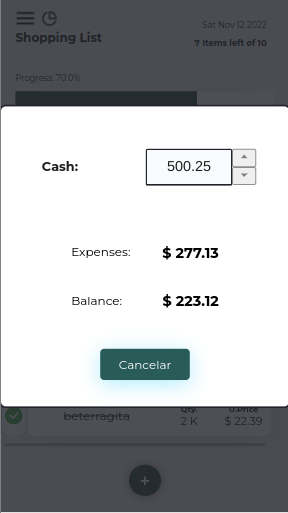 Sat Nov 12 2022
Shopping List
7 Items left of 10
Progress: 70.0%
Cash: 500.25
Expenses: $ 277.13
Balance: $ 223.12
Cancelar
Qty. U.Price
beterragita 2 K $ 22.39
+